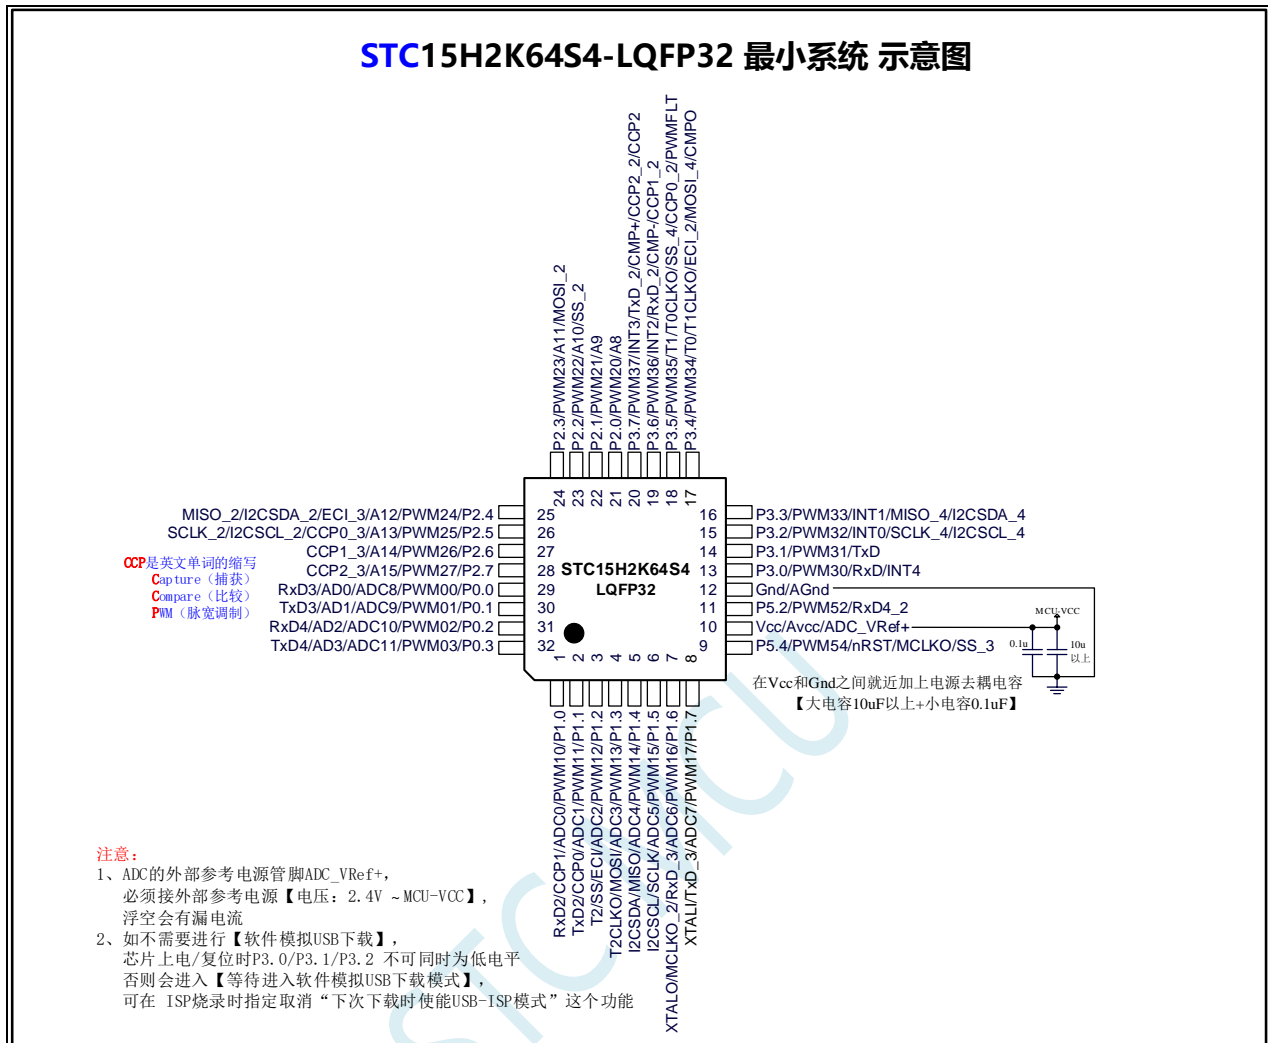 STC15H2K64S4-LQFP32 最小系统 示意图
P2.3/PWM23/A11/MOSI_2
P2.2/PWM22/A10/SS_2
P2.1/PWM21/A9
P2.0/PWM20/A8
P3.7/PWM37/INT3/TxD_2/CMP+/CCP2_2/CCP2
P3.6/PWM36/INT2/RxD_2/CMP-/CCP1_2
P3.5/PWM35/T1/T0CLKO/SS_4/CCP0_2/PWMFLT
P3.4/PWM34/T0/T1CLKO/ECI_2/MOSI_4/CMPO
24 23 22 21 20 19 18 17
MISO_2/I2CSDA_2/ECI_3/A12/PWM24/P2.4 25
SCLK_2/I2CSCL_2/CCP0_3/A13/PWM25/P2.5 26
CCP1_3/A14/PWM26/P2.6 27
CCP2_3/A15/PWM27/P2.7 28
RxD3/AD0/ADC8/PWM00/P0.0 29
TxD3/AD1/ADC9/PWM01/P0.1 30
RxD4/AD2/ADC10/PWM02/P0.2 31
TxD4/AD3/ADC11/PWM03/P0.3 32
STC15H2K64S4
LQFP32
16 P3.3/PWM33/INT1/MISO_4/I2CSDA_4
15 P3.2/PWM32/INT0/SCLK_4/I2CSCL_4
14 P3.1/PWM31/TxD
13 P3.0/PWM30/RxD/INT4
12 Gnd/AGnd
11 P5.2/PWM52/RxD4_2
10 Vcc/Avcc/ADC_VRef+
9 P5.4/PWM54/nRST/MCLKO/SS_3
MCU-VCC
0.1u
10u
以上
CCP是英文单词的缩写
Capture（捕获）
Compare（比较）
PWM（脉宽调制）
在Vcc和Gnd之间就近加上电源去耦电容
【大电容10uF以上+小电容0.1uF】
1 2 3 4 5 6 7 8
RxD2/CCP1/ADC0/PWM10/P1.0
TxD2/CCP0/ADC1/PWM11/P1.1
T2/SS/ECI/ADC2/PWM12/P1.2
T2CLKO/MOSI/ADC3/PWM13/P1.3
I2CSDA/MISO/ADC4/PWM14/P1.4
I2CSCL/SCLK/ADC5/PWM15/P1.5
XTALO/MCLKO_2/RxD_3/ADC6/PWM16/P1.6
XTALI/TxD_3/ADC7/PWM17/P1.7
注意：
1、ADC的外部参考电源管脚ADC_VRef+，
必须接外部参考电源【电压：2.4V ~MCU-VCC】，
浮空会有漏电流
2、如不需要进行【软件模拟USB下载】，
芯片上电/复位时P3.0/P3.1/P3.2 不可同时为低电平
否则会进入【等待进入软件模拟USB下载模式】，
可在 ISP烧录时指定取消“下次下载时使能USB-ISP模式”这个功能
STCMCU